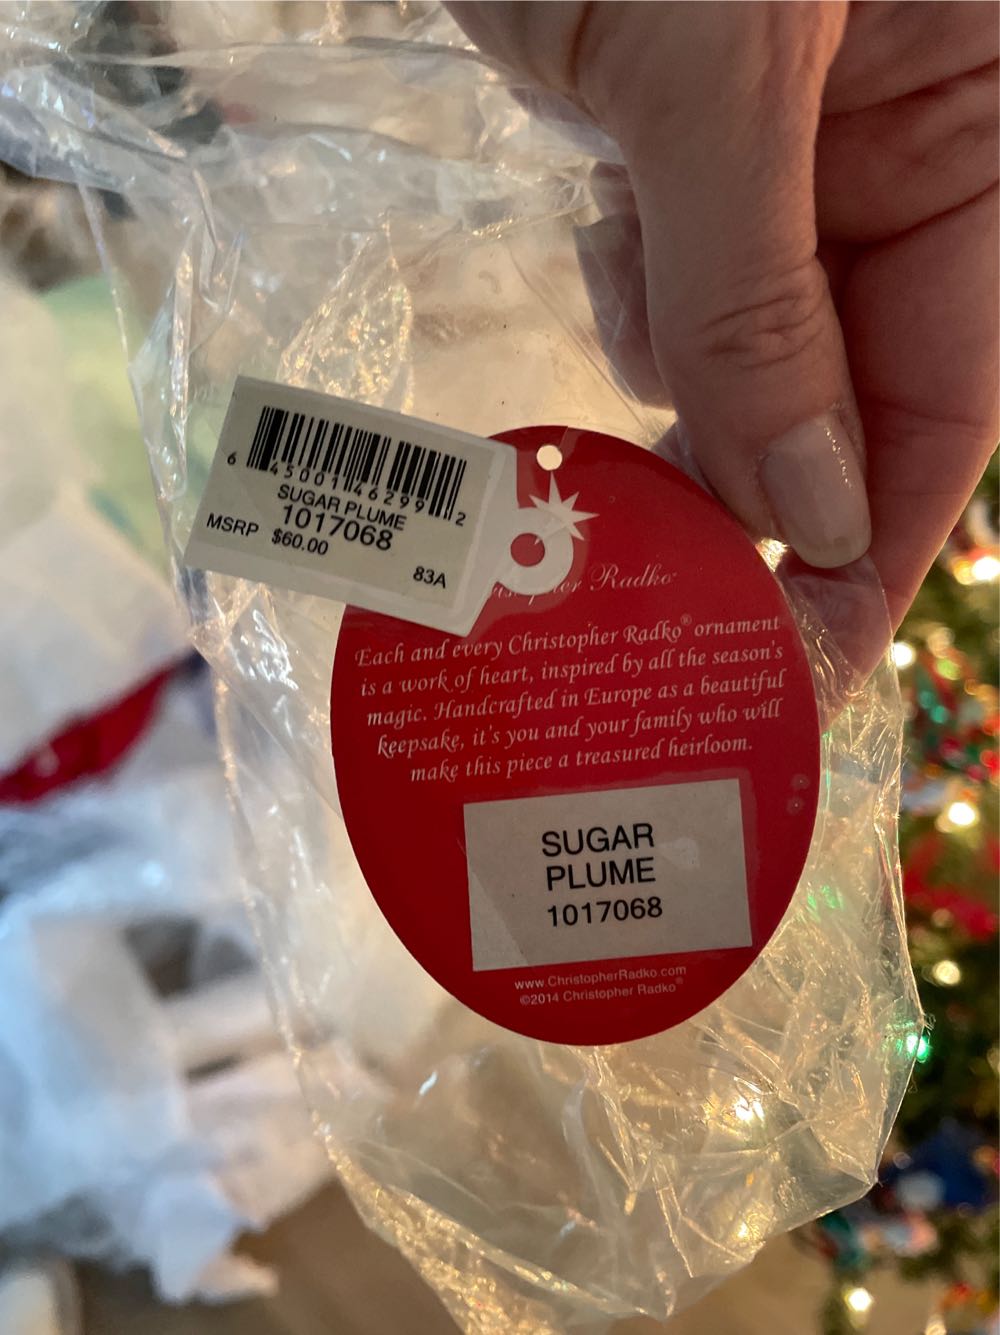 6 45001 46299 2
SUGAR PLUME
1017068
MSRP $60.00
83A
Radko
Each and every Christopher Radko® ornament
is a work of heart, inspired by all the season's
magic. Handcrafted in Europe as a beautiful
keepsake, it's you and your family who will
make this piece a treasured heirloom.
SUGAR
PLUME
1017068
www.ChristopherRadko.com
©2014 Christopher Radko®